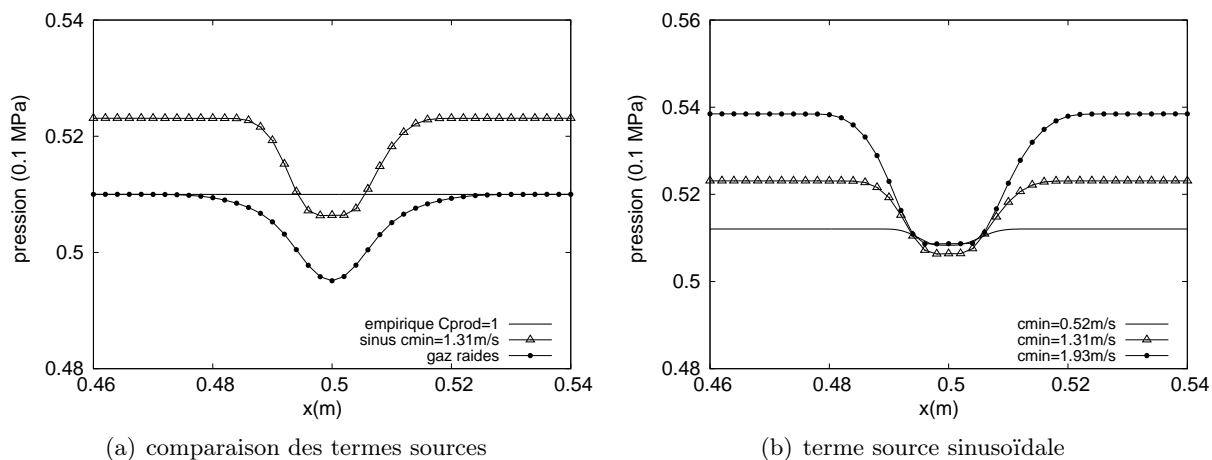 0.54
0.52
0.5
0.48
pression (0.1 MPa)
0.46 0.48 0.5 0.52 0.54
x(m)
empirique Cprod=1
sinus cmin=1.31m/s
gaz raides
(a) comparaison des termes sources
0.56
0.54
0.52
0.5
0.48
pression (0.1 MPa)
0.46 0.48 0.5 0.52 0.54
x(m)
cmin=0.52m/s
cmin=1.31m/s
cmin=1.93m/s
(b) terme source sinusoïdale